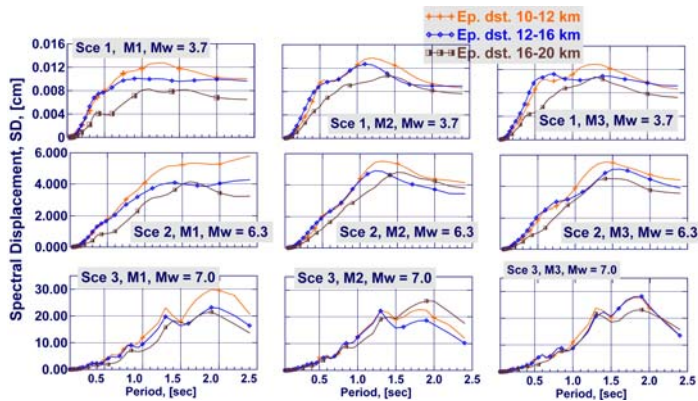 Ep. dst. 10-12 km
Ep. dst. 12-16 km
Ep. dst. 16-20 km
Spectral Displacement, SD, [cm]
0.016
0.012
0.008
0.004
0
Sce 1, M1, Mw = 3.7
Sce 1, M2, Mw = 3.7
Sce 1, M3, Mw = 3.7
6.000
4.000
2.000
0.000
Sce 2, M1, Mw = 6.3
Sce 2, M2, Mw = 6.3
Sce 2, M3, Mw = 6.3
Sce 3, M1, Mw = 7.0
Sce 3, M2, Mw = 7.0
Sce 3, M3, Mw = 7.0
30.00
20.00
10.00
0.00
0.5 1.0 1.5 2.0 2.5
0.5 1.0 1.5 2.0 2.5
0.5 1.0 1.5 2.0 2.5
Period, [sec]
Period, [sec]
Period, [sec]